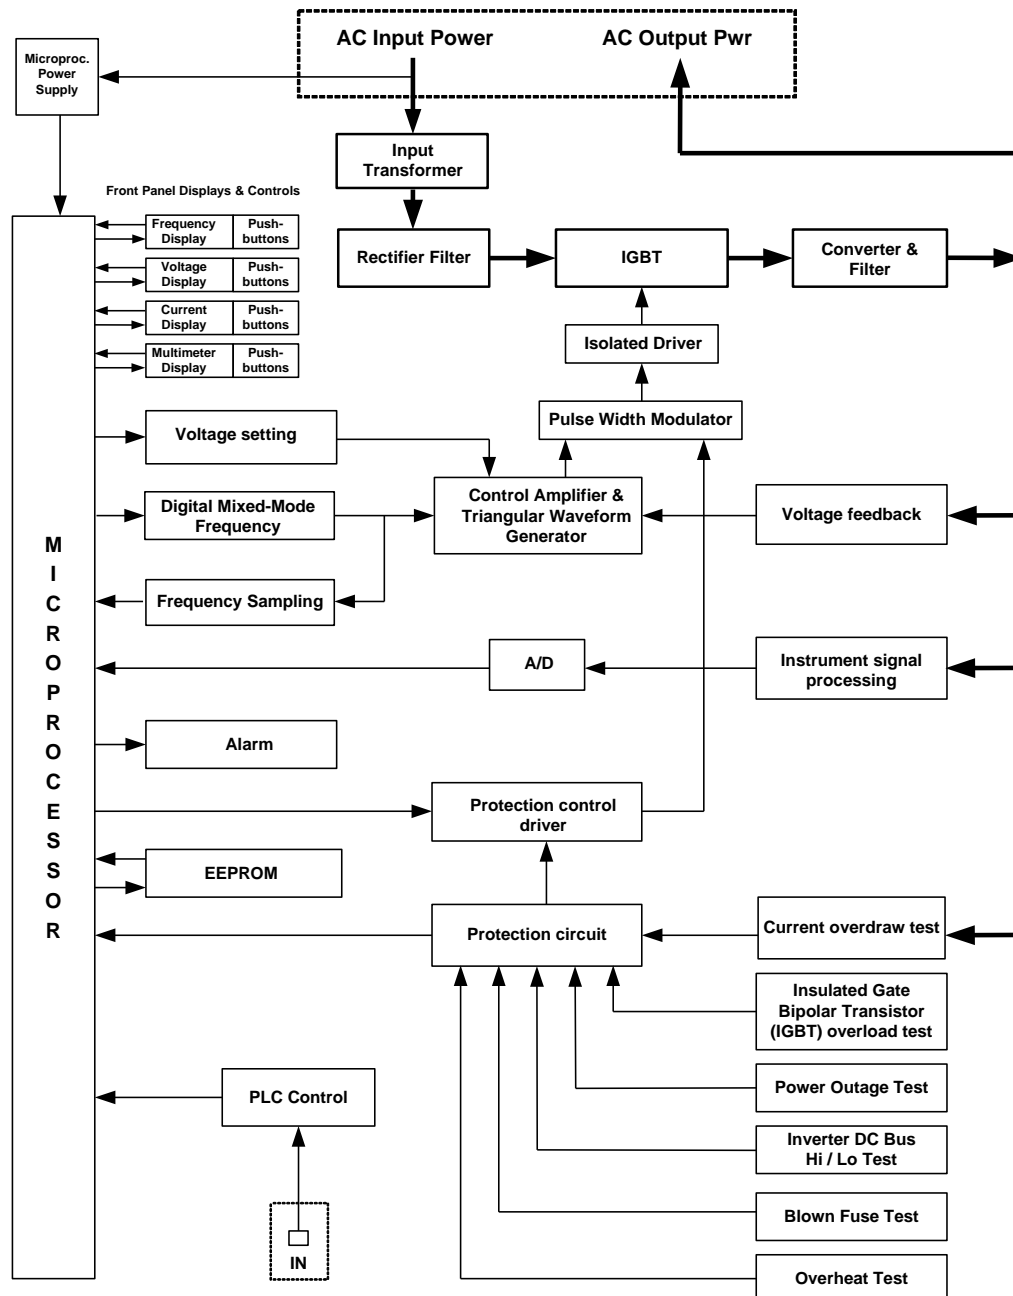 AC Input Power
AC Output Pwr
Microproc.
Power
Supply
Input
Transformer
Front Panel Displays & Controls
Frequency
Display
Push-
buttons
Voltage
Display
Push-
buttons
Current
Display
Push-
buttons
Multimeter
Display
Push-
buttons
Rectifier Filter
IGBT
Converter &
Filter
Isolated Driver
Pulse Width Modulator
Voltage setting
Digital Mixed-Mode
Frequency
Control Amplifier &
Triangular Waveform
Generator
Voltage feedback
MICROPROCESSOR
Frequency Sampling
A/D
Instrument signal
processing
Alarm
Protection control
driver
EEPROM
Protection circuit
Current overdraw test
Insulated Gate
Bipolar Transistor
(IGBT) overload test
PLC Control
Power Outage Test
Inverter DC Bus
Hi / Lo Test
Blown Fuse Test
IN
Overheat Test